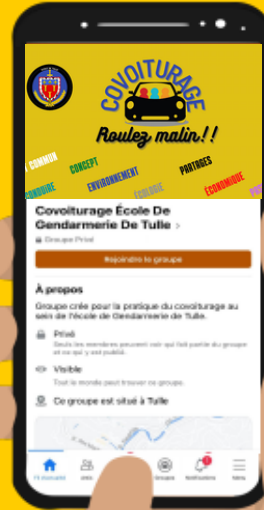 COVOITURAGE
Roulez malin!!
COMMUN
CONCEPT
PARTAGES
CONDUIRE
ENVIRONNEMENT
ÉCOLOGIE
ÉCONOMIQUE
Covoiturage École De
Gendarmerie De Tulle >
Groupe Privé
Rejoindre le groupe
À propos
Groupe crée pour la pratique du covoiturage au
sein de l'école de Gendarmerie de Tulle.
Privé
Seuls les membres peuvent voir qui fait partie du groupe
et ce qui y est publié.
Visible
Tout le monde peut trouver ce groupe.
Ce groupe est situé à Tulle
Fil d'actualité
Amis
Groupes
Notifications
Menu